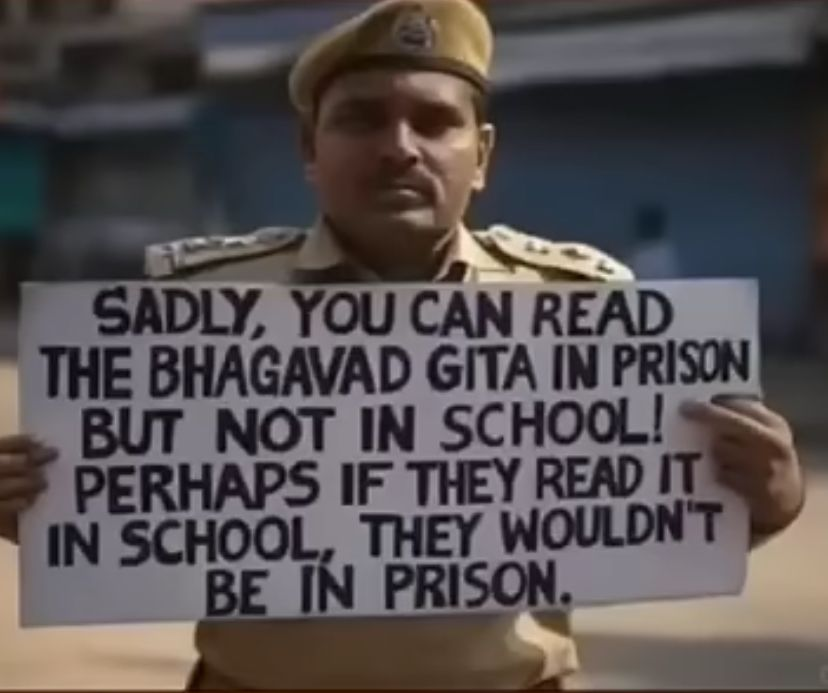 SADLY, YOU CAN READ
THE BHAGAVAD GITA IN PRISON
BUT NOT IN SCHOOL!
PERHAPS IF THEY READ IT
IN SCHOOL, THEY WOULDN'T
BE IN PRISON.